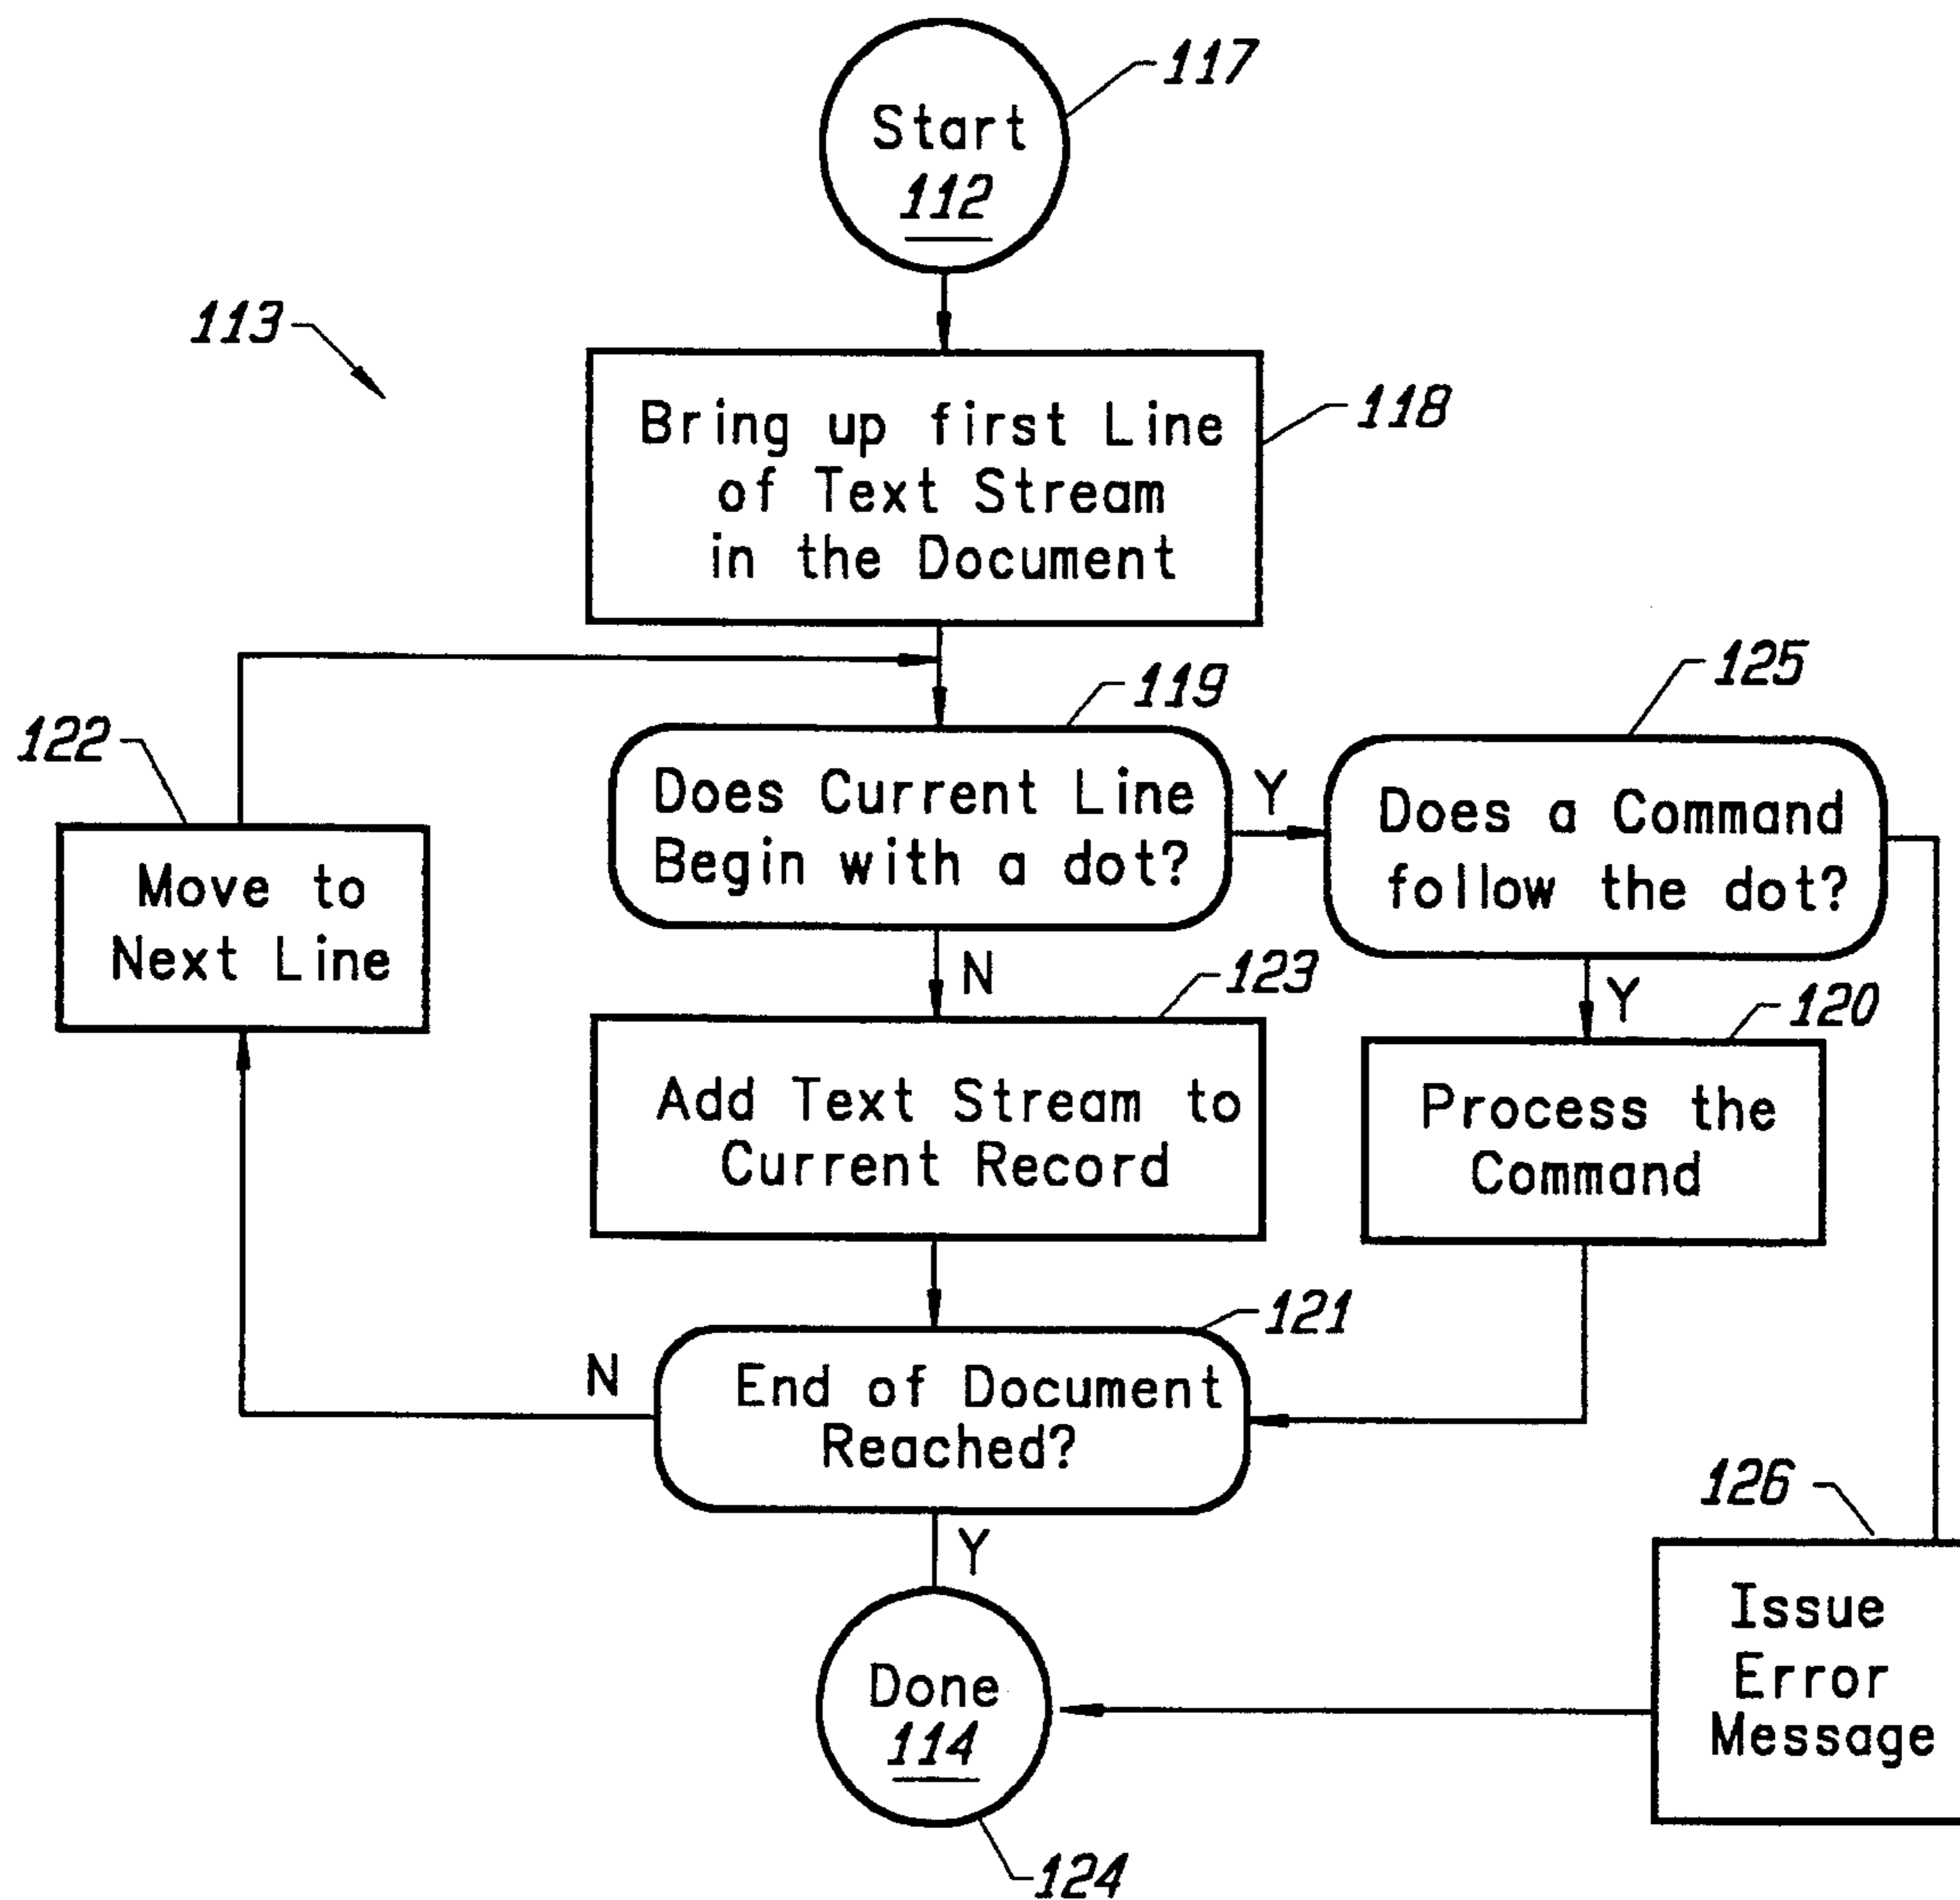 117
Start
112
113
118
Bring up first Line
of Text Stream
in the Document
119
125
122
Does Current Line
Begin with a dot?
Y
Does a Command
follow the dot?
Move to
Next Line
N
123
Y
120
Add Text Stream to
Current Record
Process the
Command
121
N
End of Document
Reached?
126
Y
Issue
Error
Message
Done
114
124